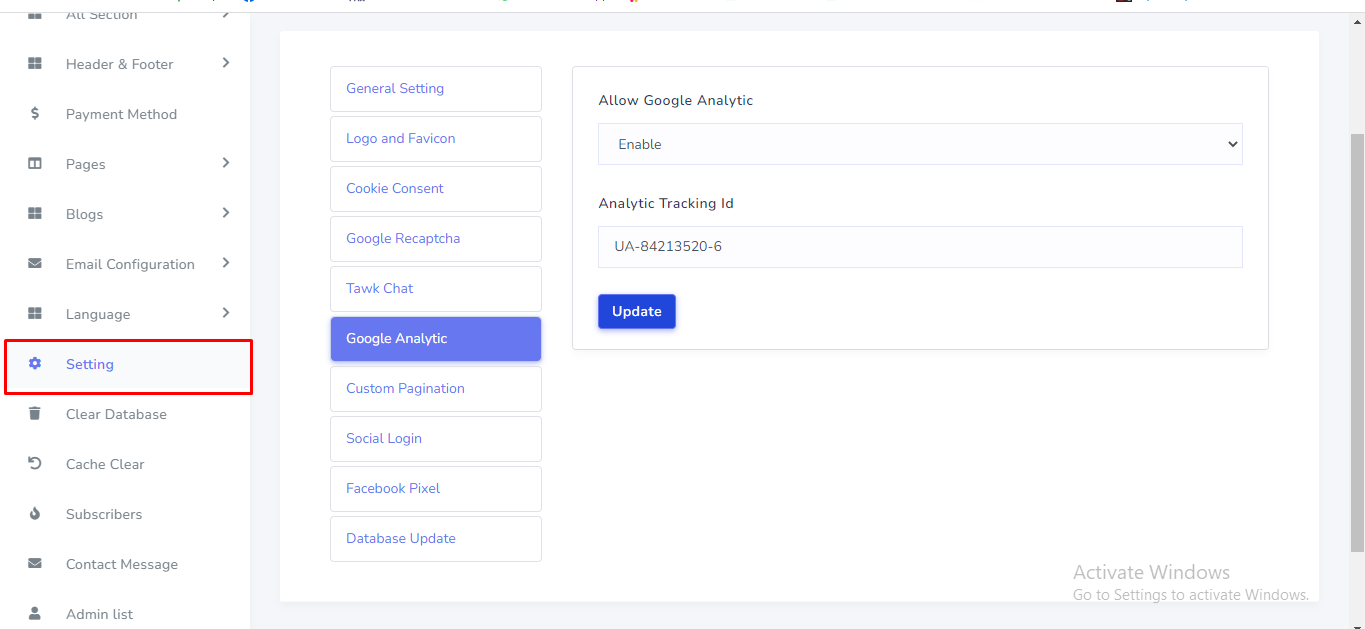 All Section
Header & Footer
Payment Method
Pages
Blogs
Email Configuration
Language
Setting
Clear Database
Cache Clear
Subscribers
Contact Message
Admin list
General Setting
Logo and Favicon
Cookie Consent
Google Recaptcha
Tawk Chat
Google Analytic
Custom Pagination
Social Login
Facebook Pixel
Database Update
Allow Google Analytic
Enable
Analytic Tracking Id
UA-84213520-6
Update
Activate Windows
Go to Settings to activate Windows.